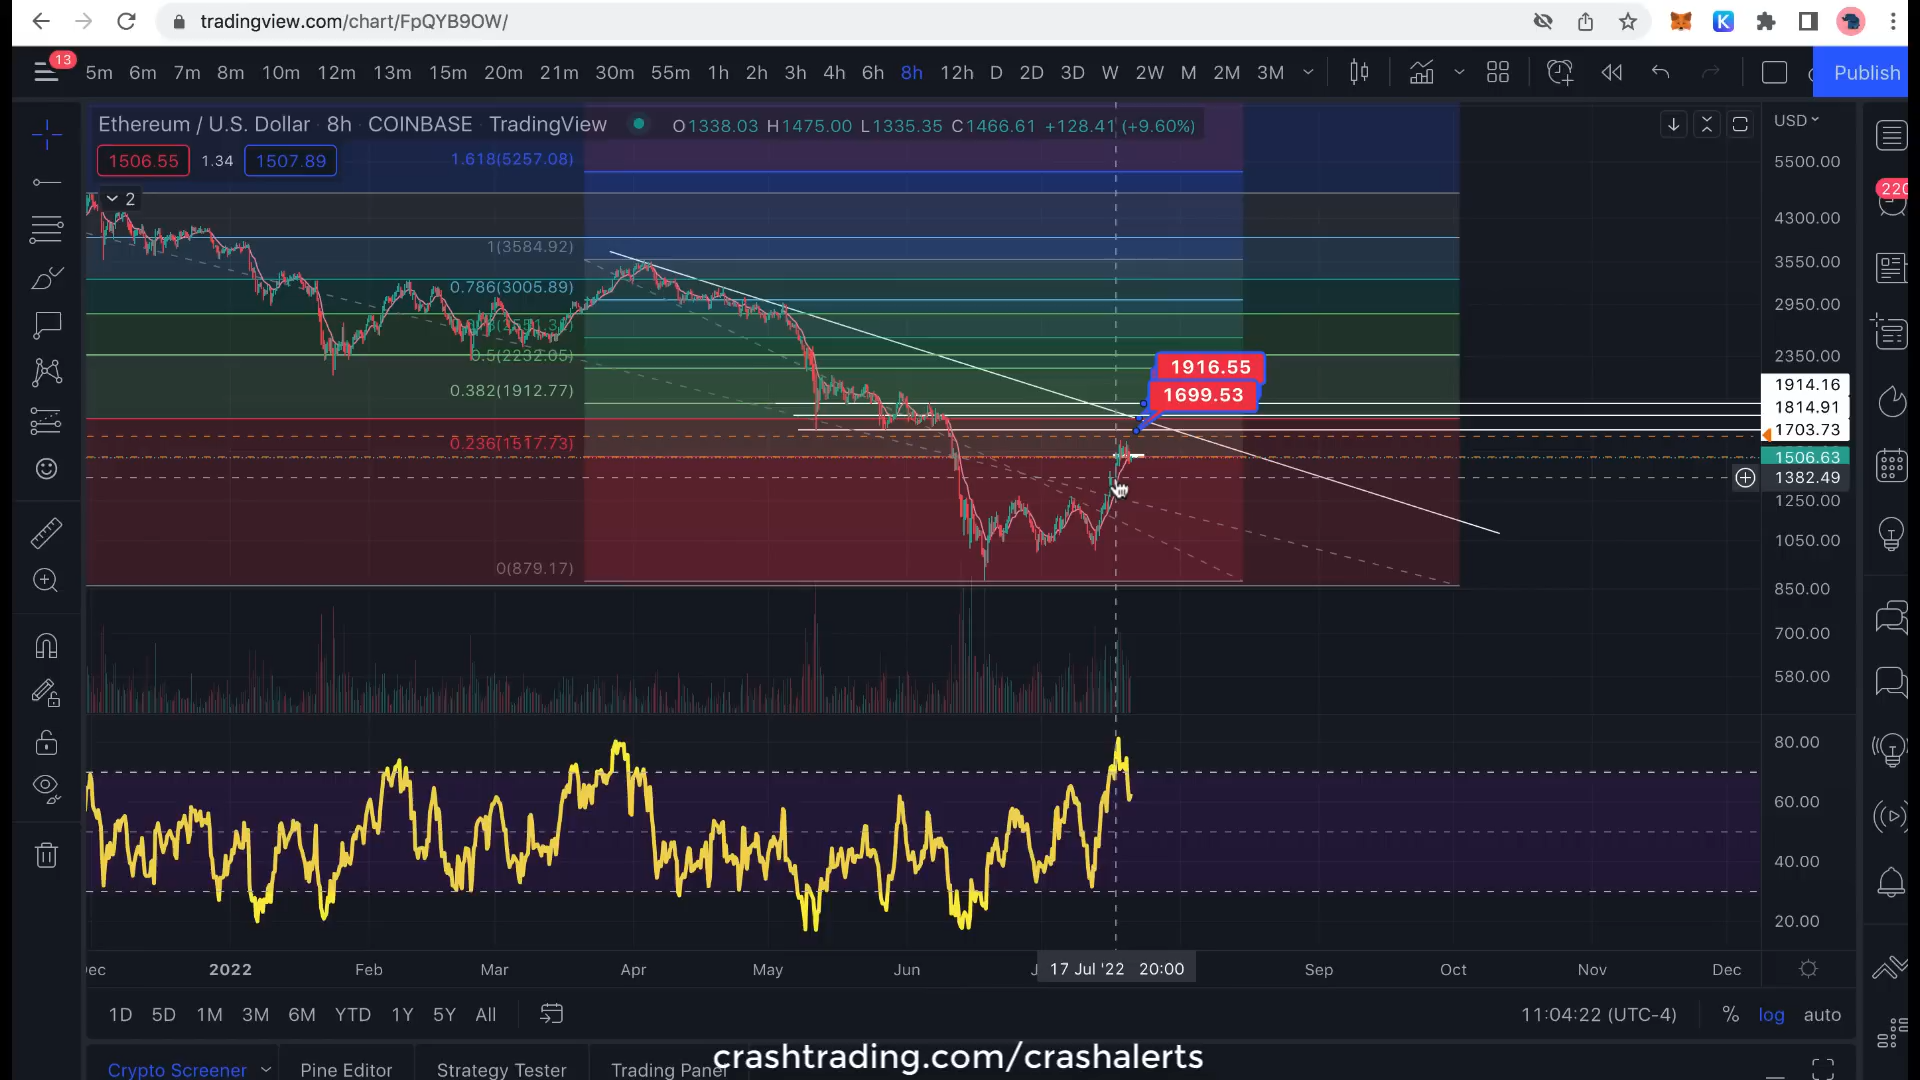 tradingview.com/chart/FpQYB9OW/
13
5m 6m 7m 8m 10m 12m 13m 15m 20m 21m 30m 55m 1h 2h 3h 4h 6h 8h 12h D 2D 3D W 2W M 2M 3M
Publish
Ethereum / U.S. Dollar 8h COINBASE TradingView
O1338.03 H1475.00 L1335.35 C1466.61 +128.41 (+9.60%)
USD
1506.55 1.34 1507.89
2
1.618(5257.08)
1(3584.92)
0.786(3005.89)
0.5(2232.05)
0.382(1912.77)
0.236(1517.73)
0(879.17)
1916.55
1699.53
5500.00
4300.00
3550.00
2950.00
2350.00
1914.16
1814.91
1703.73
1506.63
1382.49
1250.00
1050.00
850.00
700.00
580.00
80.00
60.00
40.00
20.00
220
2022 Feb Mar Apr May Jun 17 Jul '22 20:00 Sep Oct Nov Dec
1D 5D 1M 3M 6M YTD 1Y 5Y All
11:04:22 (UTC-4) % log auto
Crypto Screener Pine Editor Strategy Tester Trading Panel
crashtrading.com/crashalerts